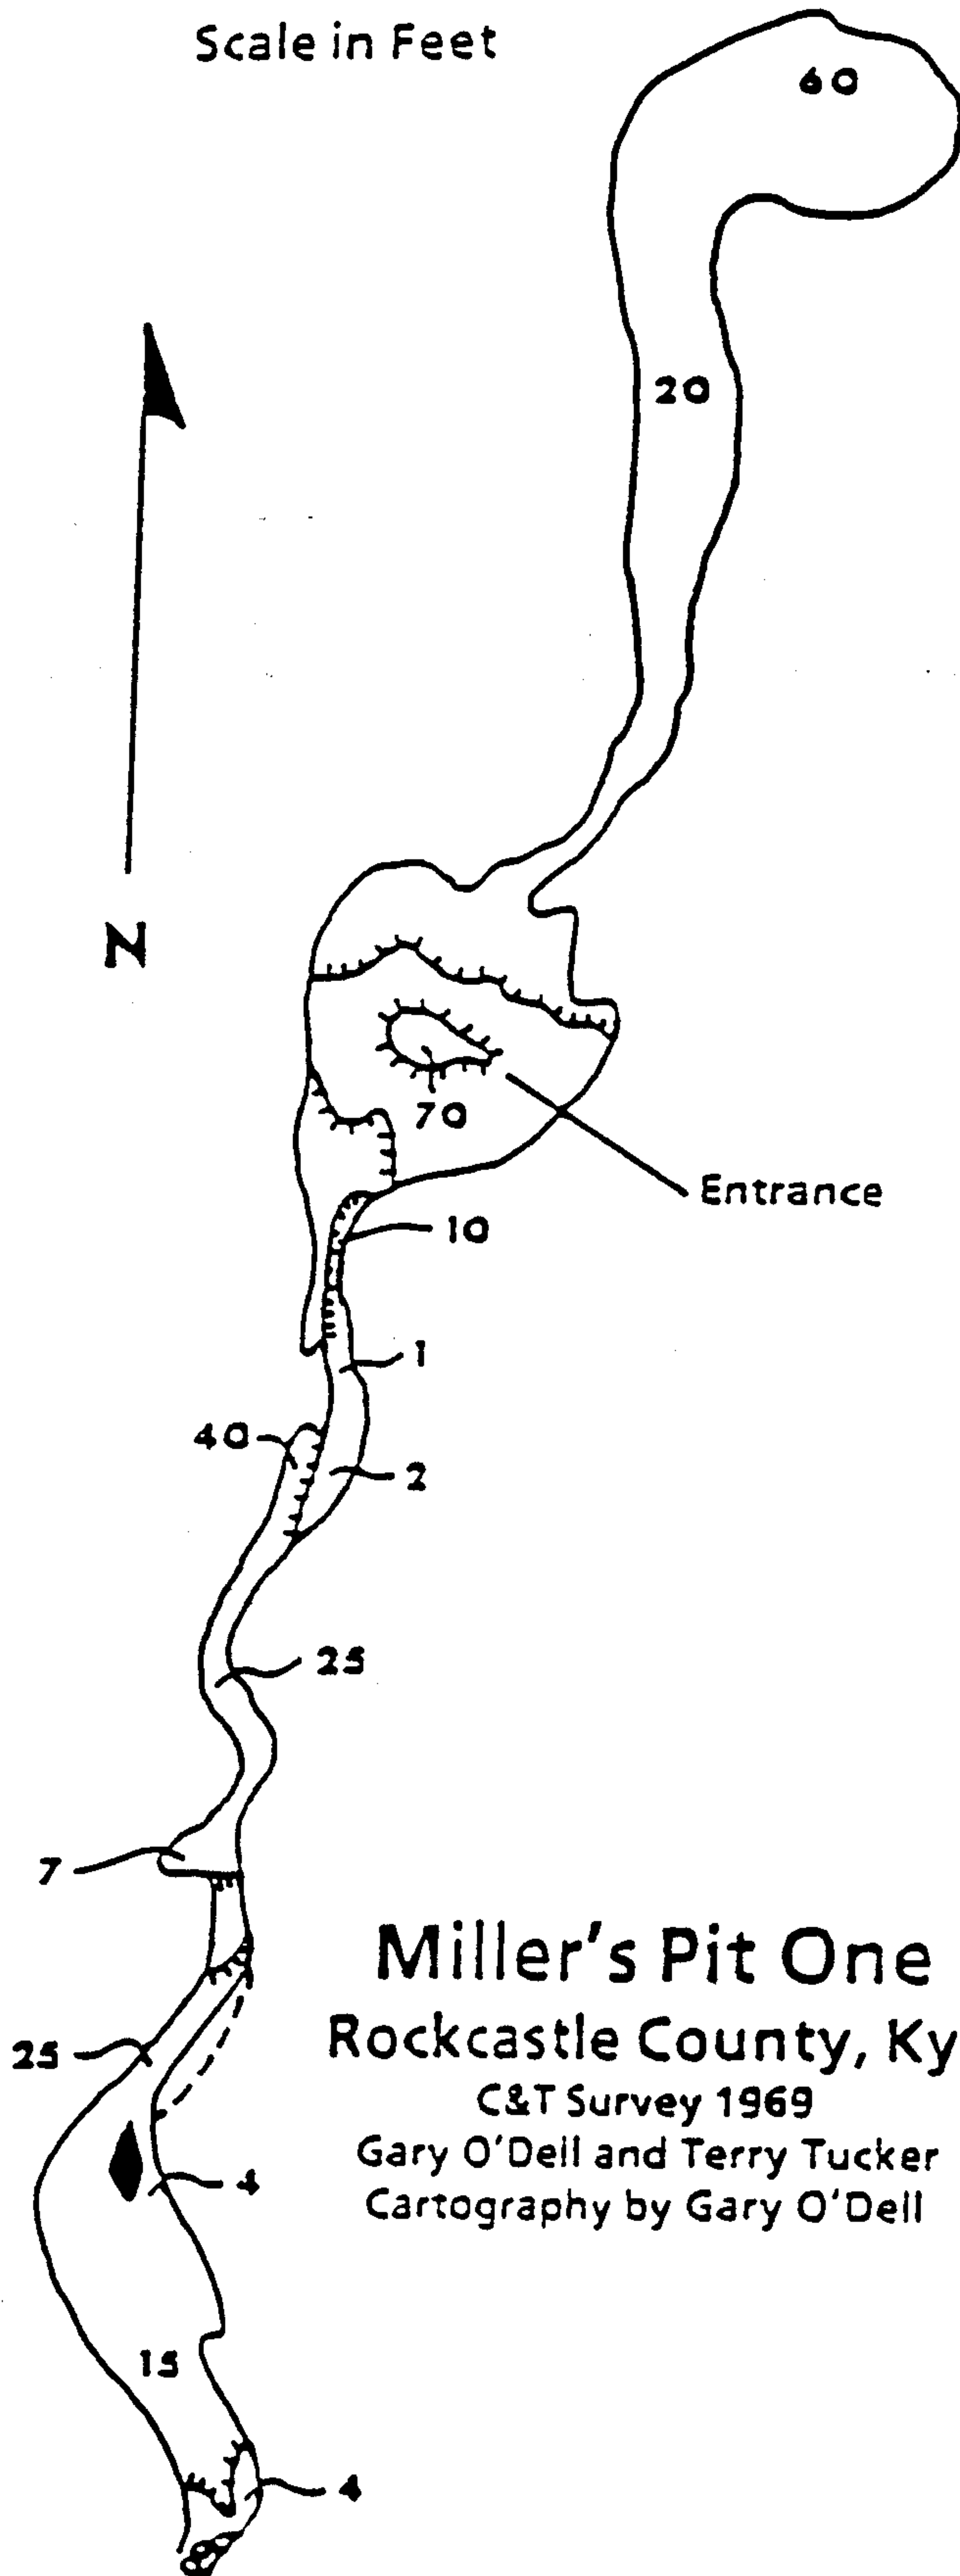 Scale in Feet
60
20
N
70
Entrance
10
1
40
2
25
7
Miller's Pit One
Rockcastle County, Ky
25
C&T Survey 1969
Gary O'Dell and Terry Tucker
4
Cartography by Gary O'Dell
15
4